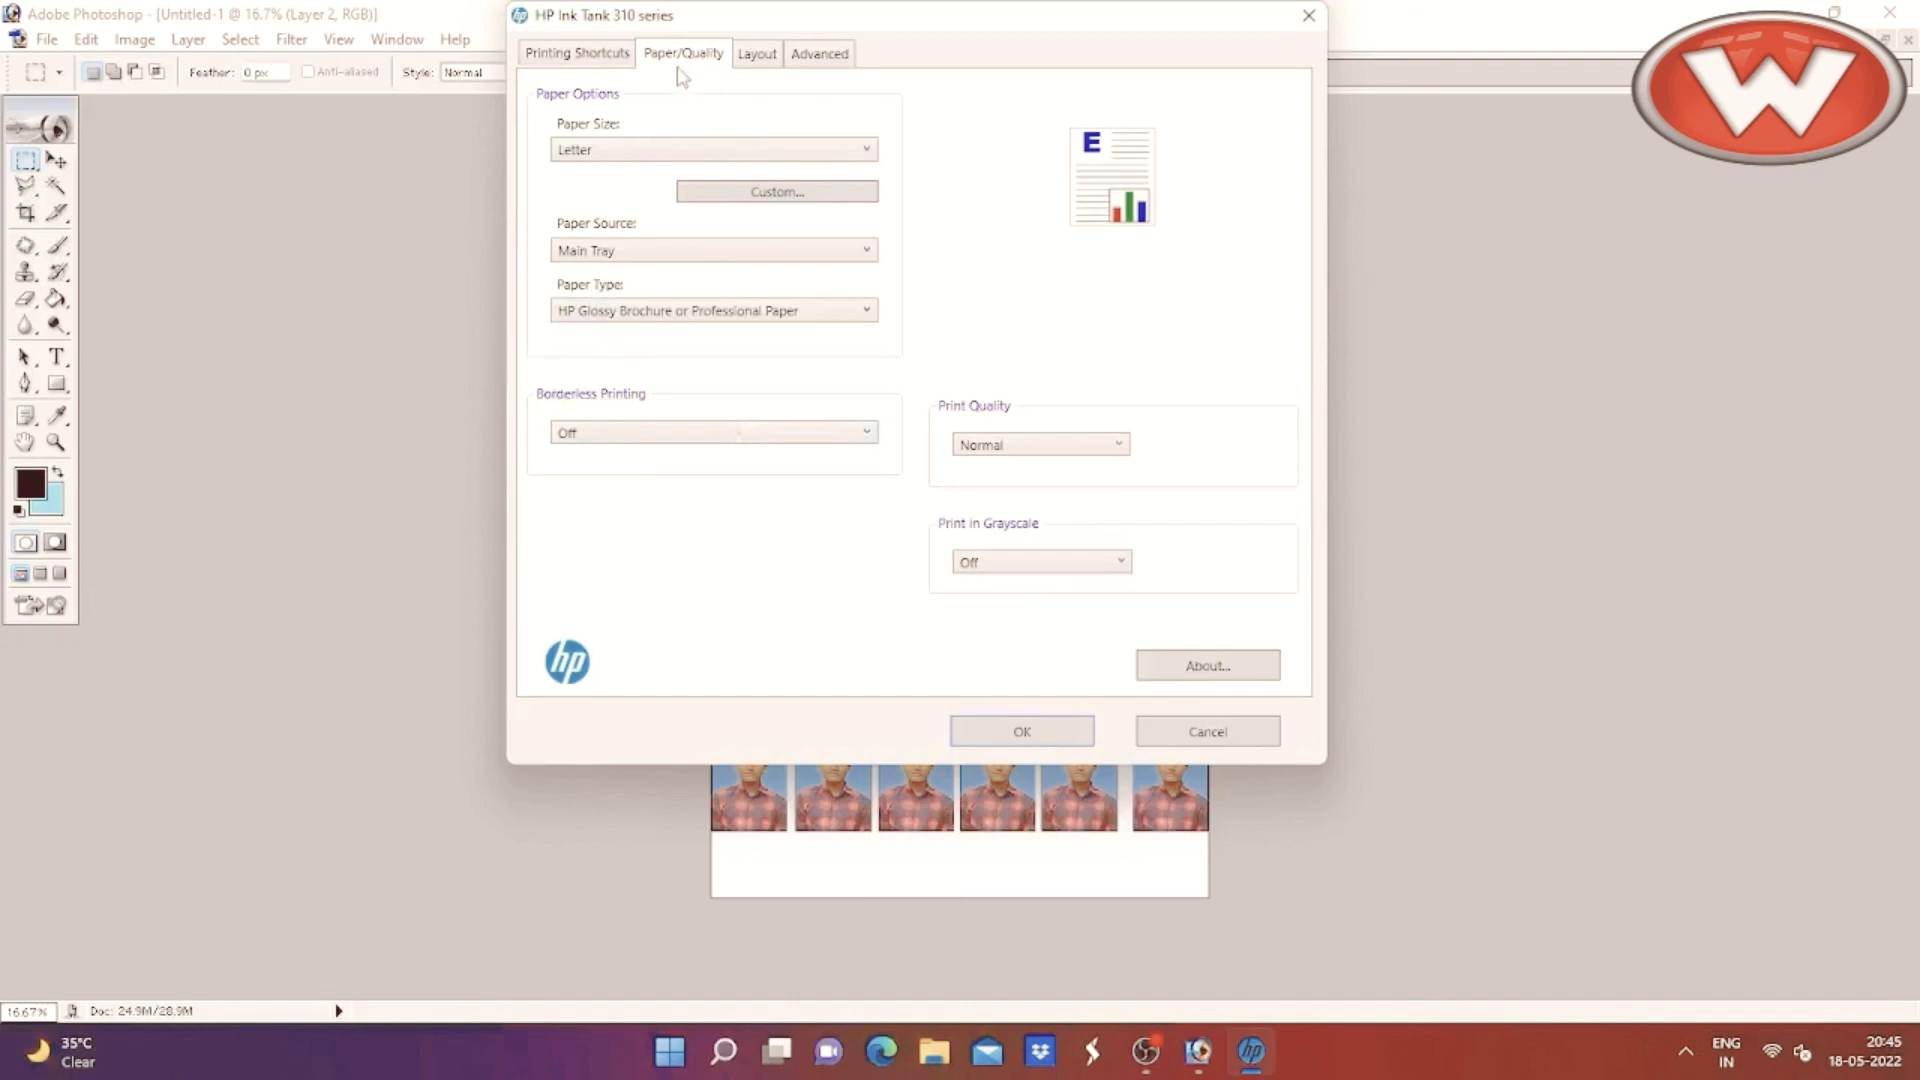 Adobe Photoshop - [Untitled-1 @ 16.7% (Layer 2, RGB)]
File Edit Image Layer Select Filter View Window Help
Feather: 0 px Anti-aliased Style: Normal
HP Ink Tank 310 series
Printing Shortcuts Paper/Quality Layout Advanced
Paper Options
Paper Size:
Letter
Custom...
Paper Source:
Main Tray
Paper Type:
HP Glossy Brochure or Professional Paper
E
Borderless Printing
Off
Print Quality
Normal
Print in Grayscale
Off
hp
About...
OK Cancel
W
T
16.67% Doc: 24.9M/28.9M
35°C
Clear
hp
ENG
IN
20:45
18-05-2022